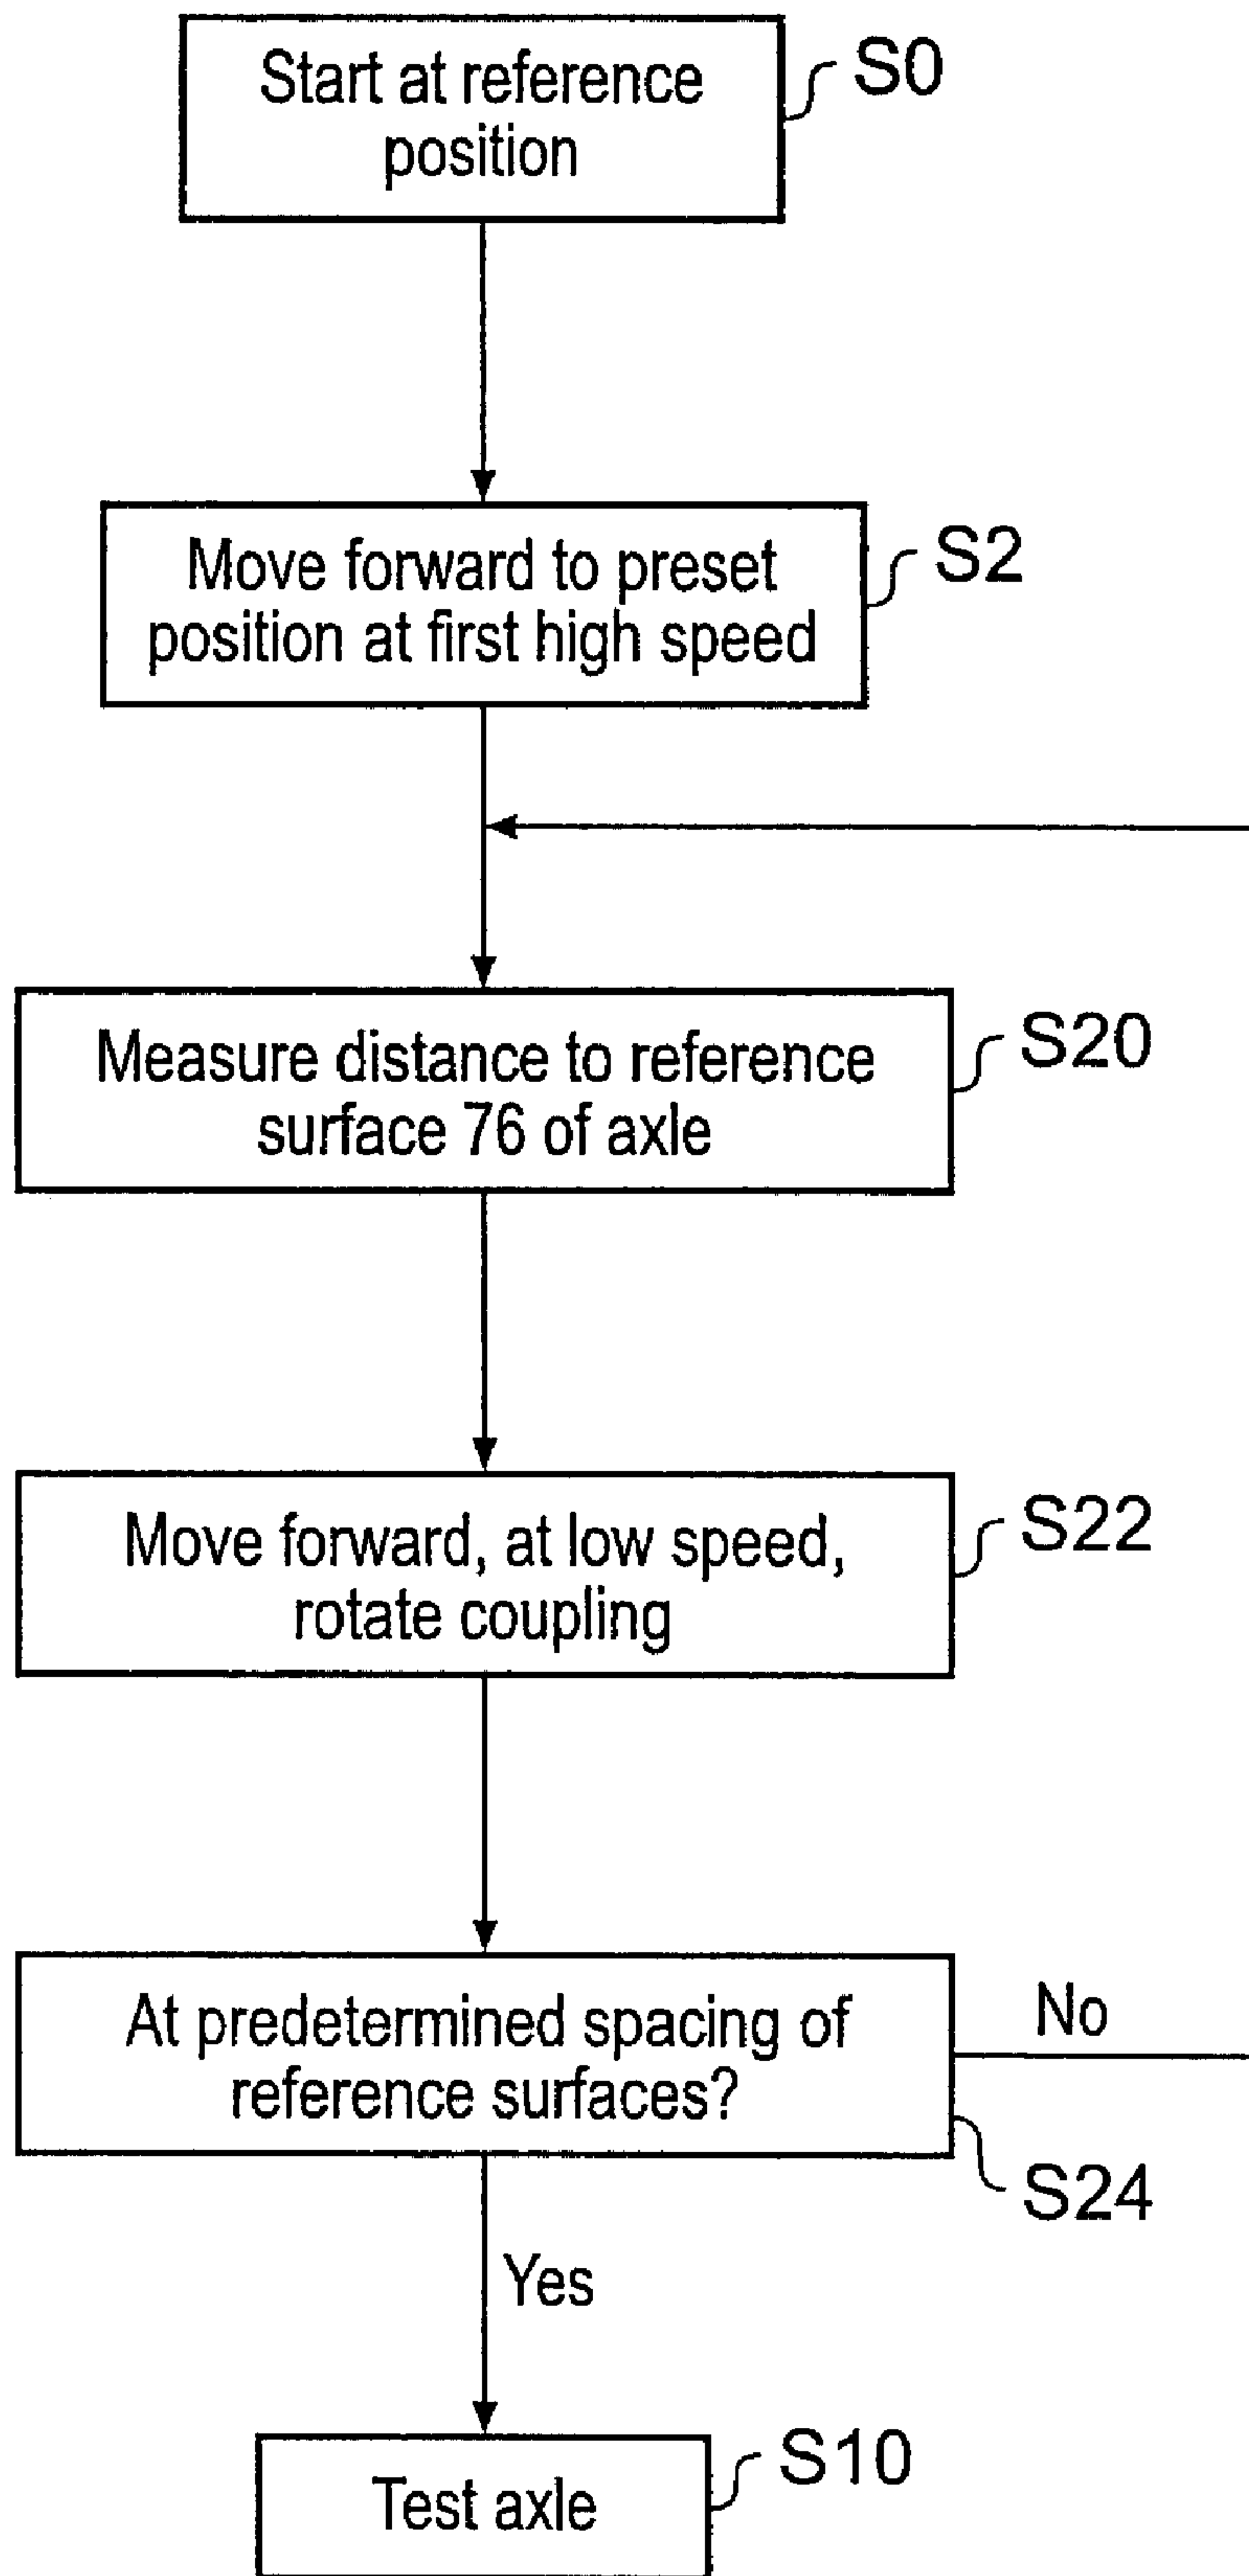 Start at reference
position
S0
Move forward to preset
position at first high speed
S2
Measure distance to reference
surface 76 of axle
S20
Move forward, at low speed,
rotate coupling
S22
At predetermined spacing of
reference surfaces?
No
S24
Yes
Test axle
S10